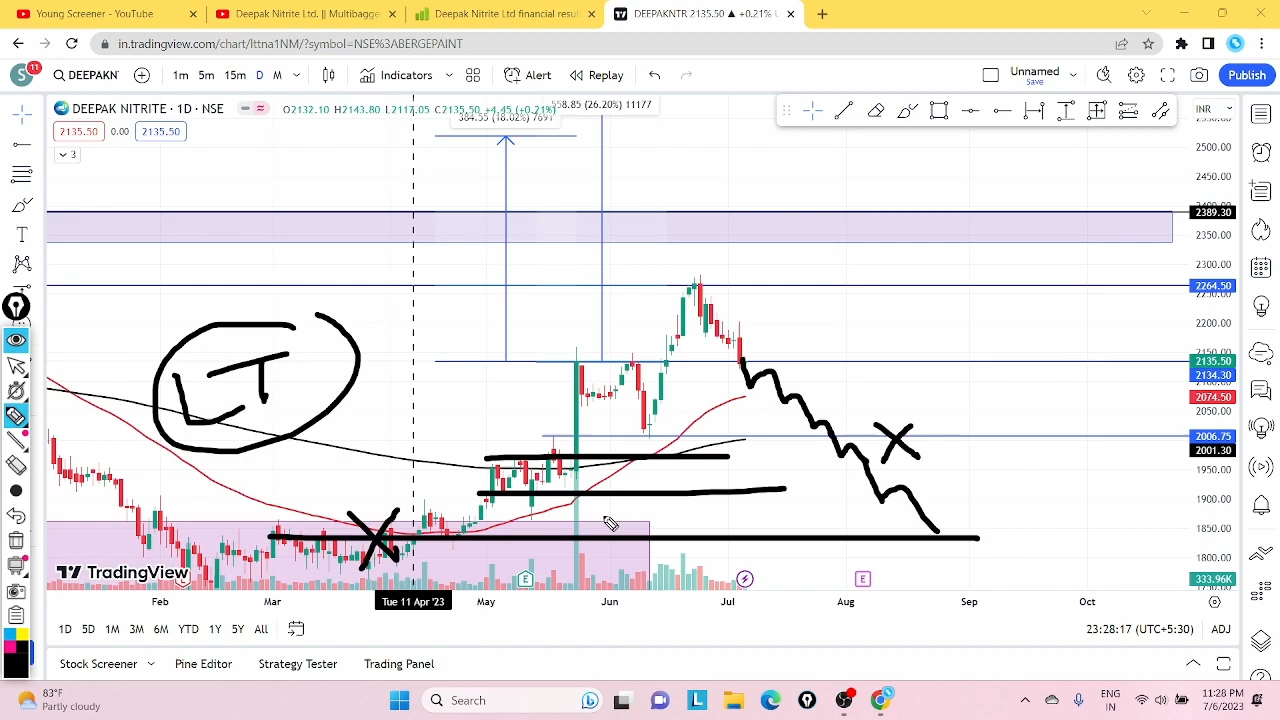 Young Screener - YouTube
Deepak Nitrite Ltd. || Multibagge
Deepak Nitrite Ltd financial resul
DEEPAKNTR 2135.50 ▲ +0.21% U
in.tradingview.com/chart/lttna1NM/?symbol=NSE%3ABERGEPAINT
S 11 DEEPAKN 1m 5m 15m D M Indicators Alert Replay Unnamed Save Publish
DEEPAK NITRITE · 1D · NSE O2132.10 H2143.80 L2117.05 C2135.50 +4.45 (+0.21%)
558.85 (26.20%) 11177
INR
2135.50 0.00 2135.50
3
2500.00
2450.00
2389.30
2350.00
2300.00
2264.50
2200.00
2150.00
2135.50
2134.30
2074.50
2050.00
2006.75
2001.30
1950.00
1900.00
1850.00
1800.00
333.96K
LT
TradingView
E
E
Feb Mar Tue 11 Apr '23 May Jun Jul Aug Sep Oct
1D 5D 1M 3M 6M YTD 1Y 5Y All 23:28:17 (UTC+5:30) ADJ
Stock Screener Pine Editor Strategy Tester Trading Panel
83°F
Partly cloudy
Search
ENG
IN
11:28 PM
7/6/2023